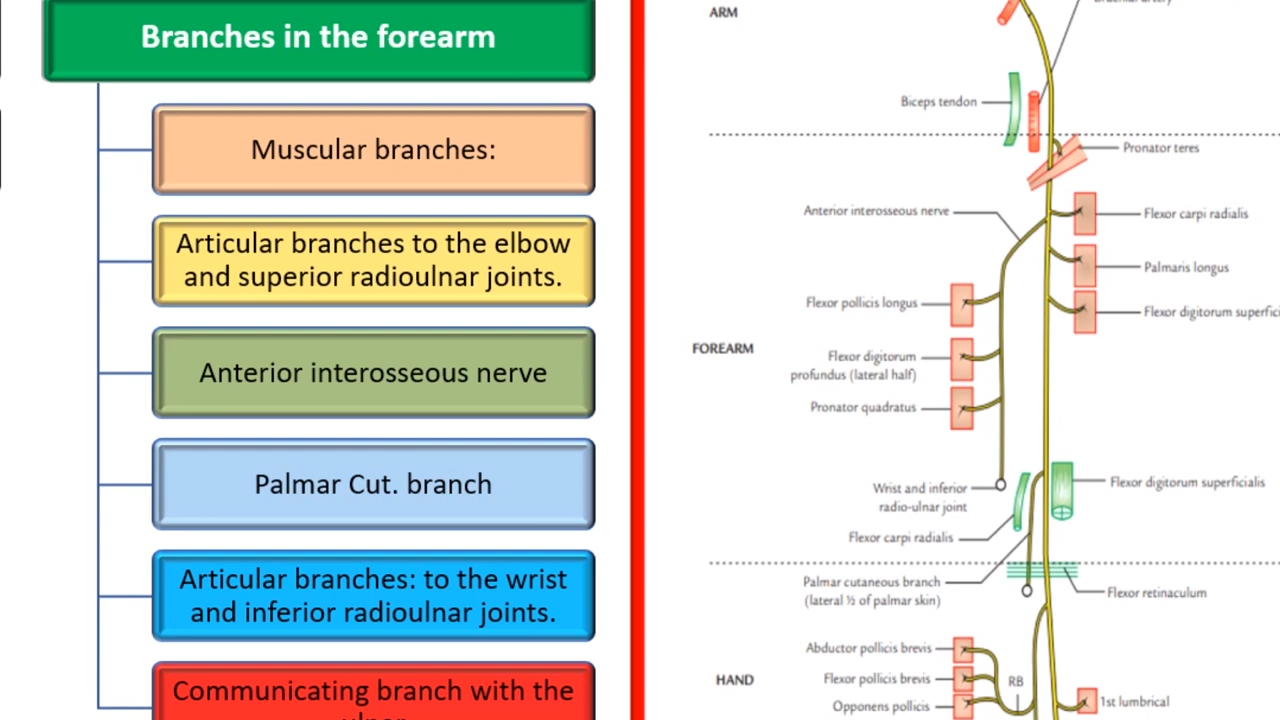 Branches in the forearm
Muscular branches:
Articular branches to the elbow
and superior radioulnar joints.
Anterior interosseous nerve
Palmar Cut. branch
Articular branches: to the wrist
and inferior radioulnar joints.
Communicating branch with the
ARM
Biceps tendon
Pronator teres
Anterior interosseous nerve
Flexor carpi radialis
Palmaris longus
Flexor pollicis longus
Flexor digitorum superfici
FOREARM
Flexor digitorum
profundus (lateral half)
Pronator quadratus
Wrist and inferior
radio-ulnar joint
Flexor digitorum superficialis
Flexor carpi radialis
Palmar cutaneous branch
(lateral ½ of palmar skin)
Flexor retinaculum
Abductor pollicis brevis
HAND
Flexor pollicis brevis
RB
Opponens pollicis
1st lumbrical